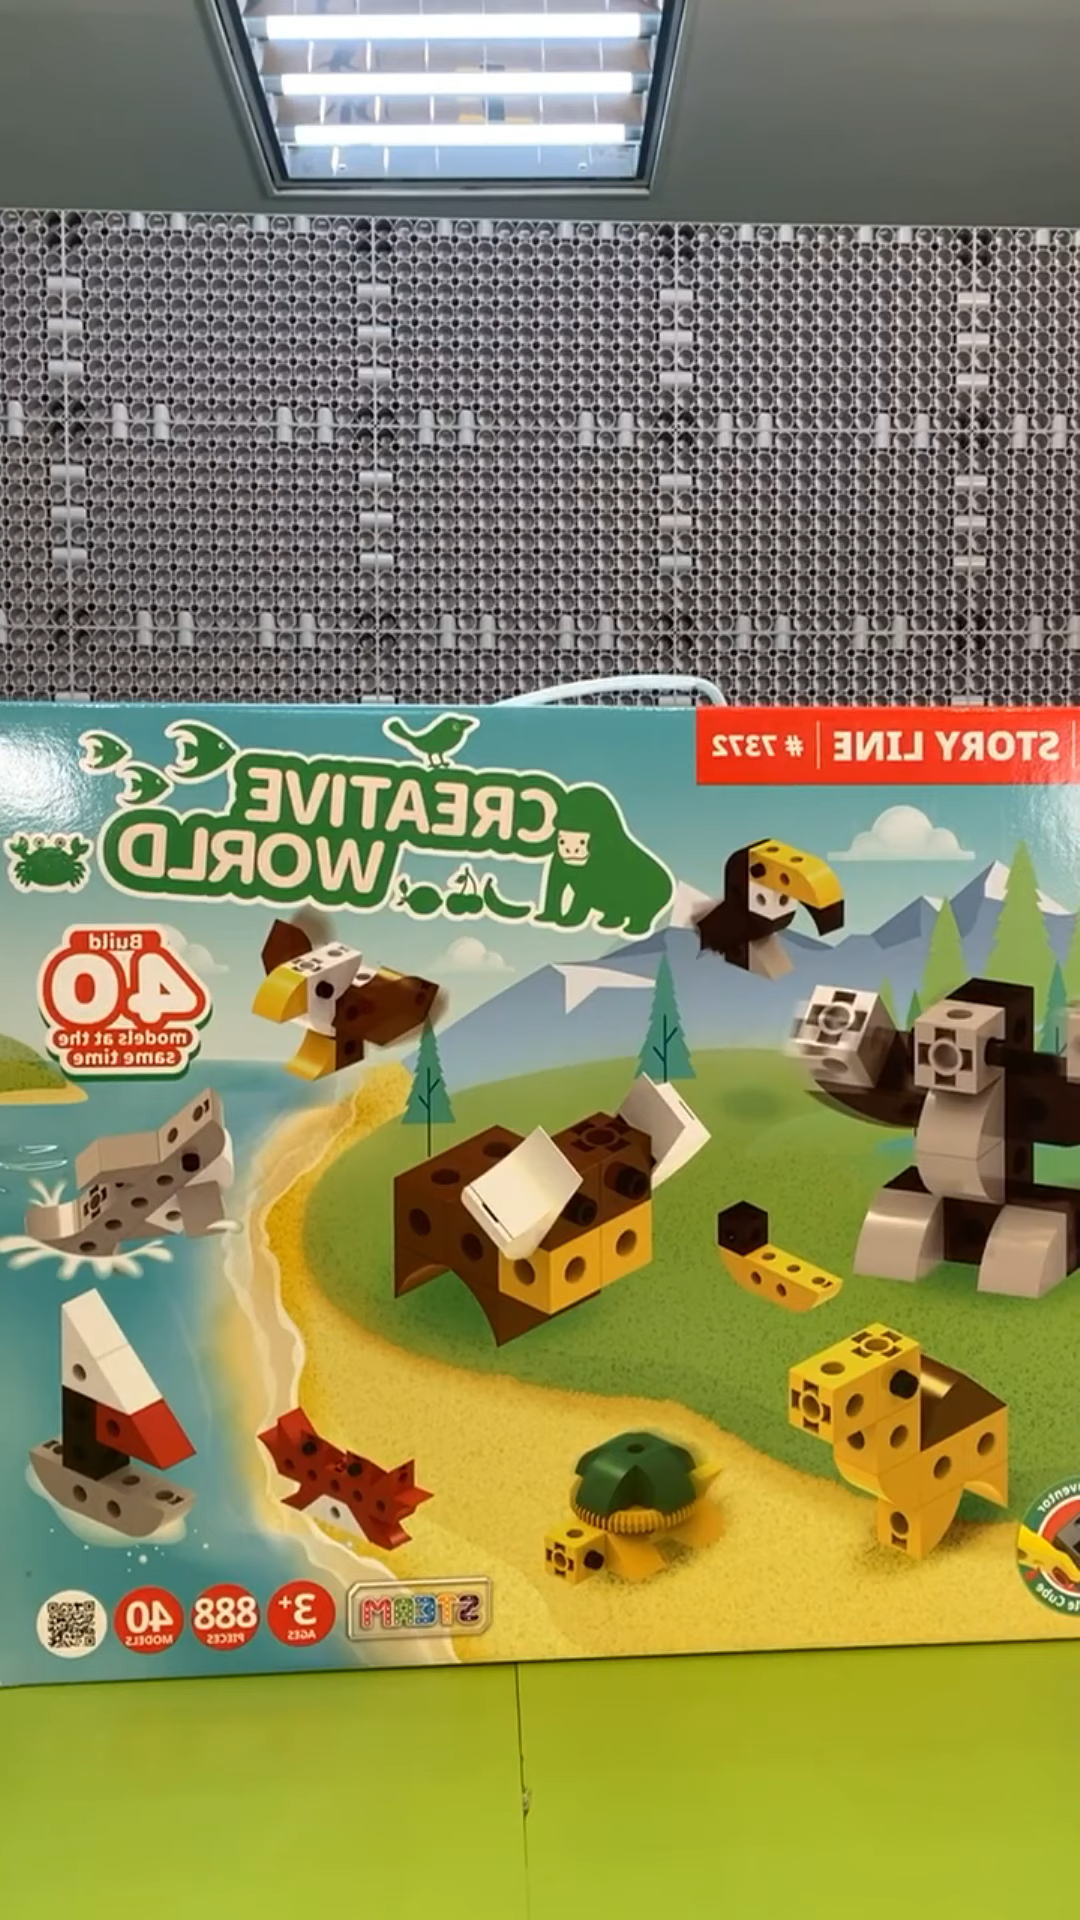 STORY LINE | # 7372
CREATIVE
WORLD
Build
40
models at the
same time
STEAM
3+
AGES
888
PIECES
40
MODELS